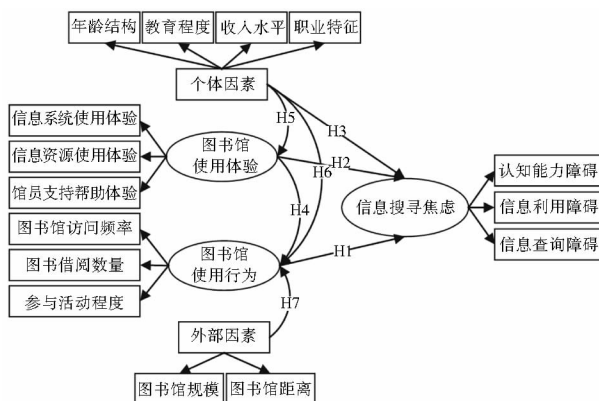 年龄结构
教育程度
收入水平
职业特征
个体因素
信息系统使用体验
信息资源使用体验
馆员支持帮助体验
图书馆
使用体验
H5
H3
H2
H6
信息搜寻焦虑
认知能力障碍
信息利用障碍
信息查询障碍
图书馆访问频率
图书借阅数量
参与活动程度
图书馆
使用行为
H4
H1
H7
外部因素
图书馆规模
图书馆距离